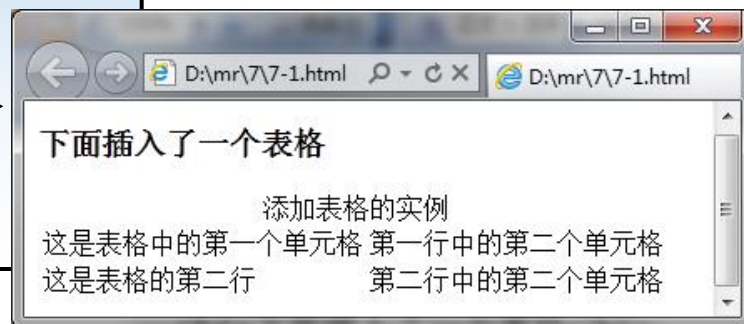 D:\mr\7\7-1.html
D:\mr\7\7-1.html
下面插入了一个表格
添加表格的实例
这是表格中的第一个单元格 第一行中的第二个单元格
这是表格的第二行 第二行中的第二个单元格